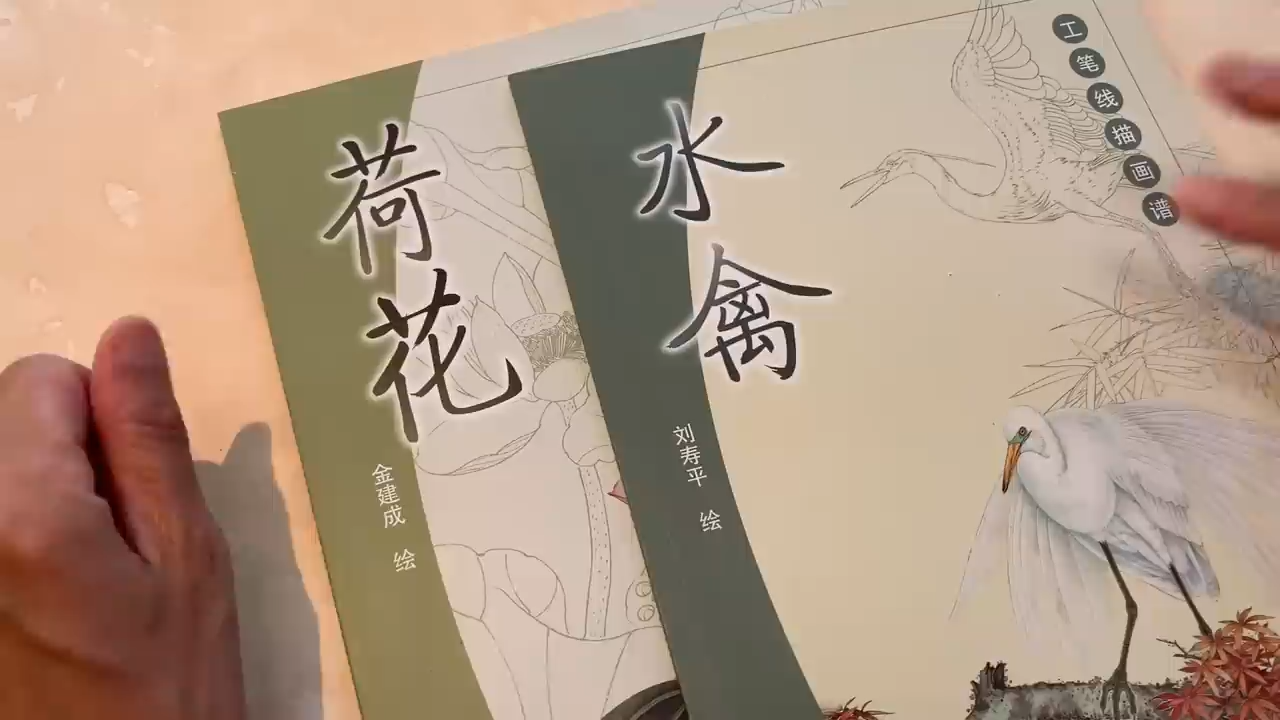 荷花
金建成 绘
水禽
刘寿平 绘
工笔线描画谱